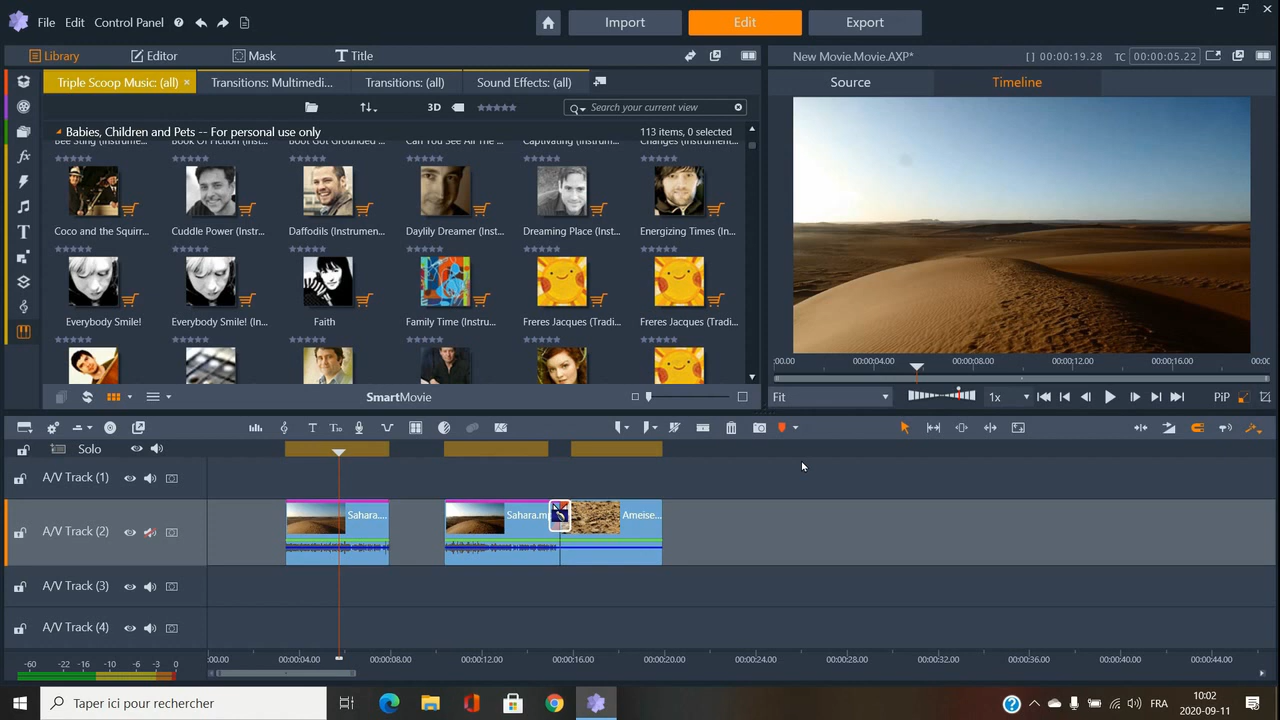 File Edit Control Panel
Import
Edit
Export
Library
Editor
Mask
Title
New Movie.Movie.AXP*
[] 00:00:19.28
TC 00:00:05.22
Triple Scoop Music: (all) ×
Transitions: Multimedi...
Transitions: (all)
Sound Effects: (all)
Source
Timeline
3D
Search your current view
Babies, Children and Pets -- For personal use only
113 items, 0 selected
Bee Sting (Instrum...
Book Of Fiction (Inst...
Boot Got Grounded ...
Can You See All The ...
Captivating (Instrum...
Changes (Instrum...
Coco and the Squirr...
Cuddle Power (Instr...
Daffodils (Instrumen...
Daylily Dreamer (Inst...
Dreaming Place (Instru...
Energizing Times (In...
Everybody Smile!
Everybody Smile! (In...
Faith
Family Time (Instru...
Freres Jacques (Tradi...
Freres Jacques (Tradi...
SmartMovie
:00.00 00:00:04.00 00:00:08.00 00:00:12.00 00:00:16.00 00:0(
Fit
1x
PiP
Solo
A/V Track (1)
A/V Track (2)
Sahara....
Sahara.m
Ameise...
A/V Track (3)
A/V Track (4)
-60 -22 -16 -10 -6 -3 0
:00.00 00:00:04.00 00:00:08.00 00:00:12.00 00:00:16.00 00:00:20.00 00:00:24.00 00:00:28.00 00:00:32.00 00:00:36.00 00:00:40.00 00:00:44.00
Taper ici pour rechercher
FRA
10:02
2020-09-11